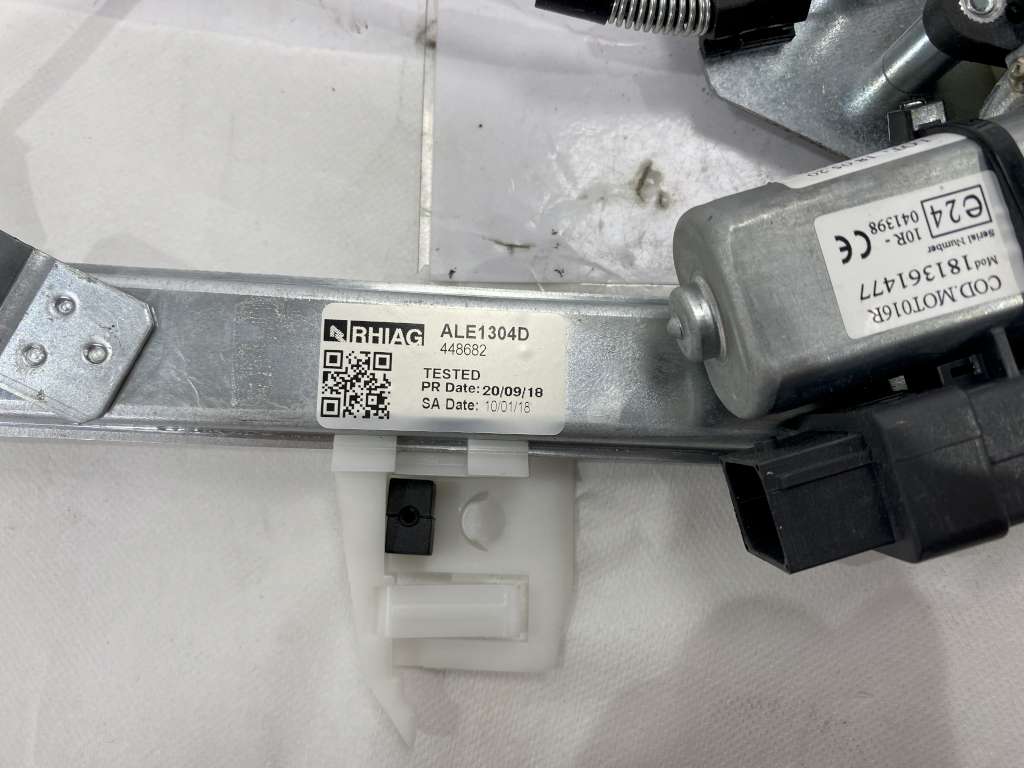 RHIAG
ALE1304D
448682
TESTED
PR Date: 20/09/18
SA Date: 10/01/18
COD.MOT016R
Mod 181361477
Serial Number
10R -
041398
e24
CE